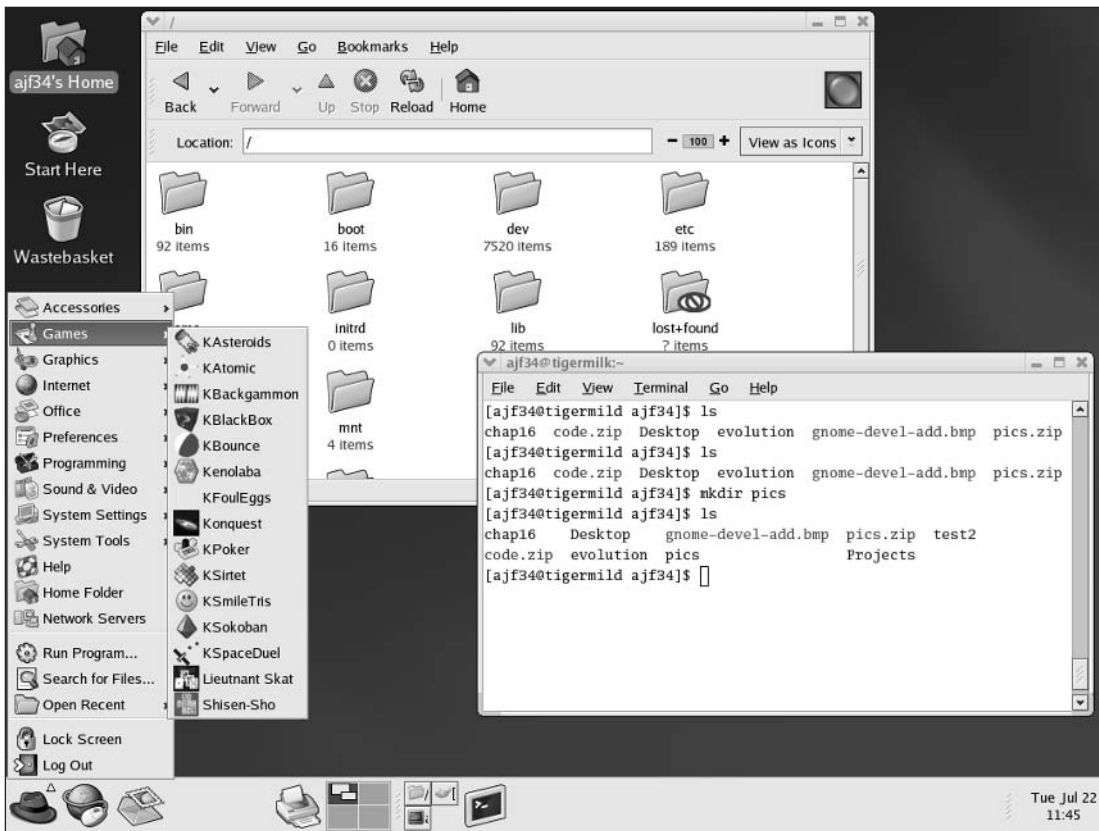 ajf34's Home
Start Here
Wastebasket
/
File Edit View Go Bookmarks Help
Back Forward Up Stop Reload Home
Location: / 100 View as Icons
bin boot dev etc
92 items 16 items 7520 items 189 items
initrd lib lost+found
0 items 92 items ? items
mnt
4 items
Accessories
Games
Graphics
Internet
Office
Preferences
Programming
Sound & Video
System Settings
System Tools
Help
Home Folder
Network Servers
Run Program...
Search for Files...
Open Recent
Lock Screen
Log Out
KAsteroids
KAtomic
KBackgammon
KBlackBox
KBounce
Kenolaba
KFoulEggs
Konquest
KPoker
KSirtet
KSmileTris
KSokoban
KSpaceDuel
Lieutnant Skat
Shisen-Sho
ajf34@tigermilk:~
File Edit View Terminal Go Help
[ajf34@tigermild ajf34]$ ls
chap16 code.zip Desktop evolution gnome-devel-add.bmp pics.zip
[ajf34@tigermild ajf34]$ ls
chap16 code.zip Desktop evolution gnome-devel-add.bmp pics.zip
[ajf34@tigermild ajf34]$ mkdir pics
[ajf34@tigermild ajf34]$ ls
chap16 Desktop gnome-devel-add.bmp pics.zip test2
code.zip evolution pics Projects
[ajf34@tigermild ajf34]$
Tue Jul 22
11:45